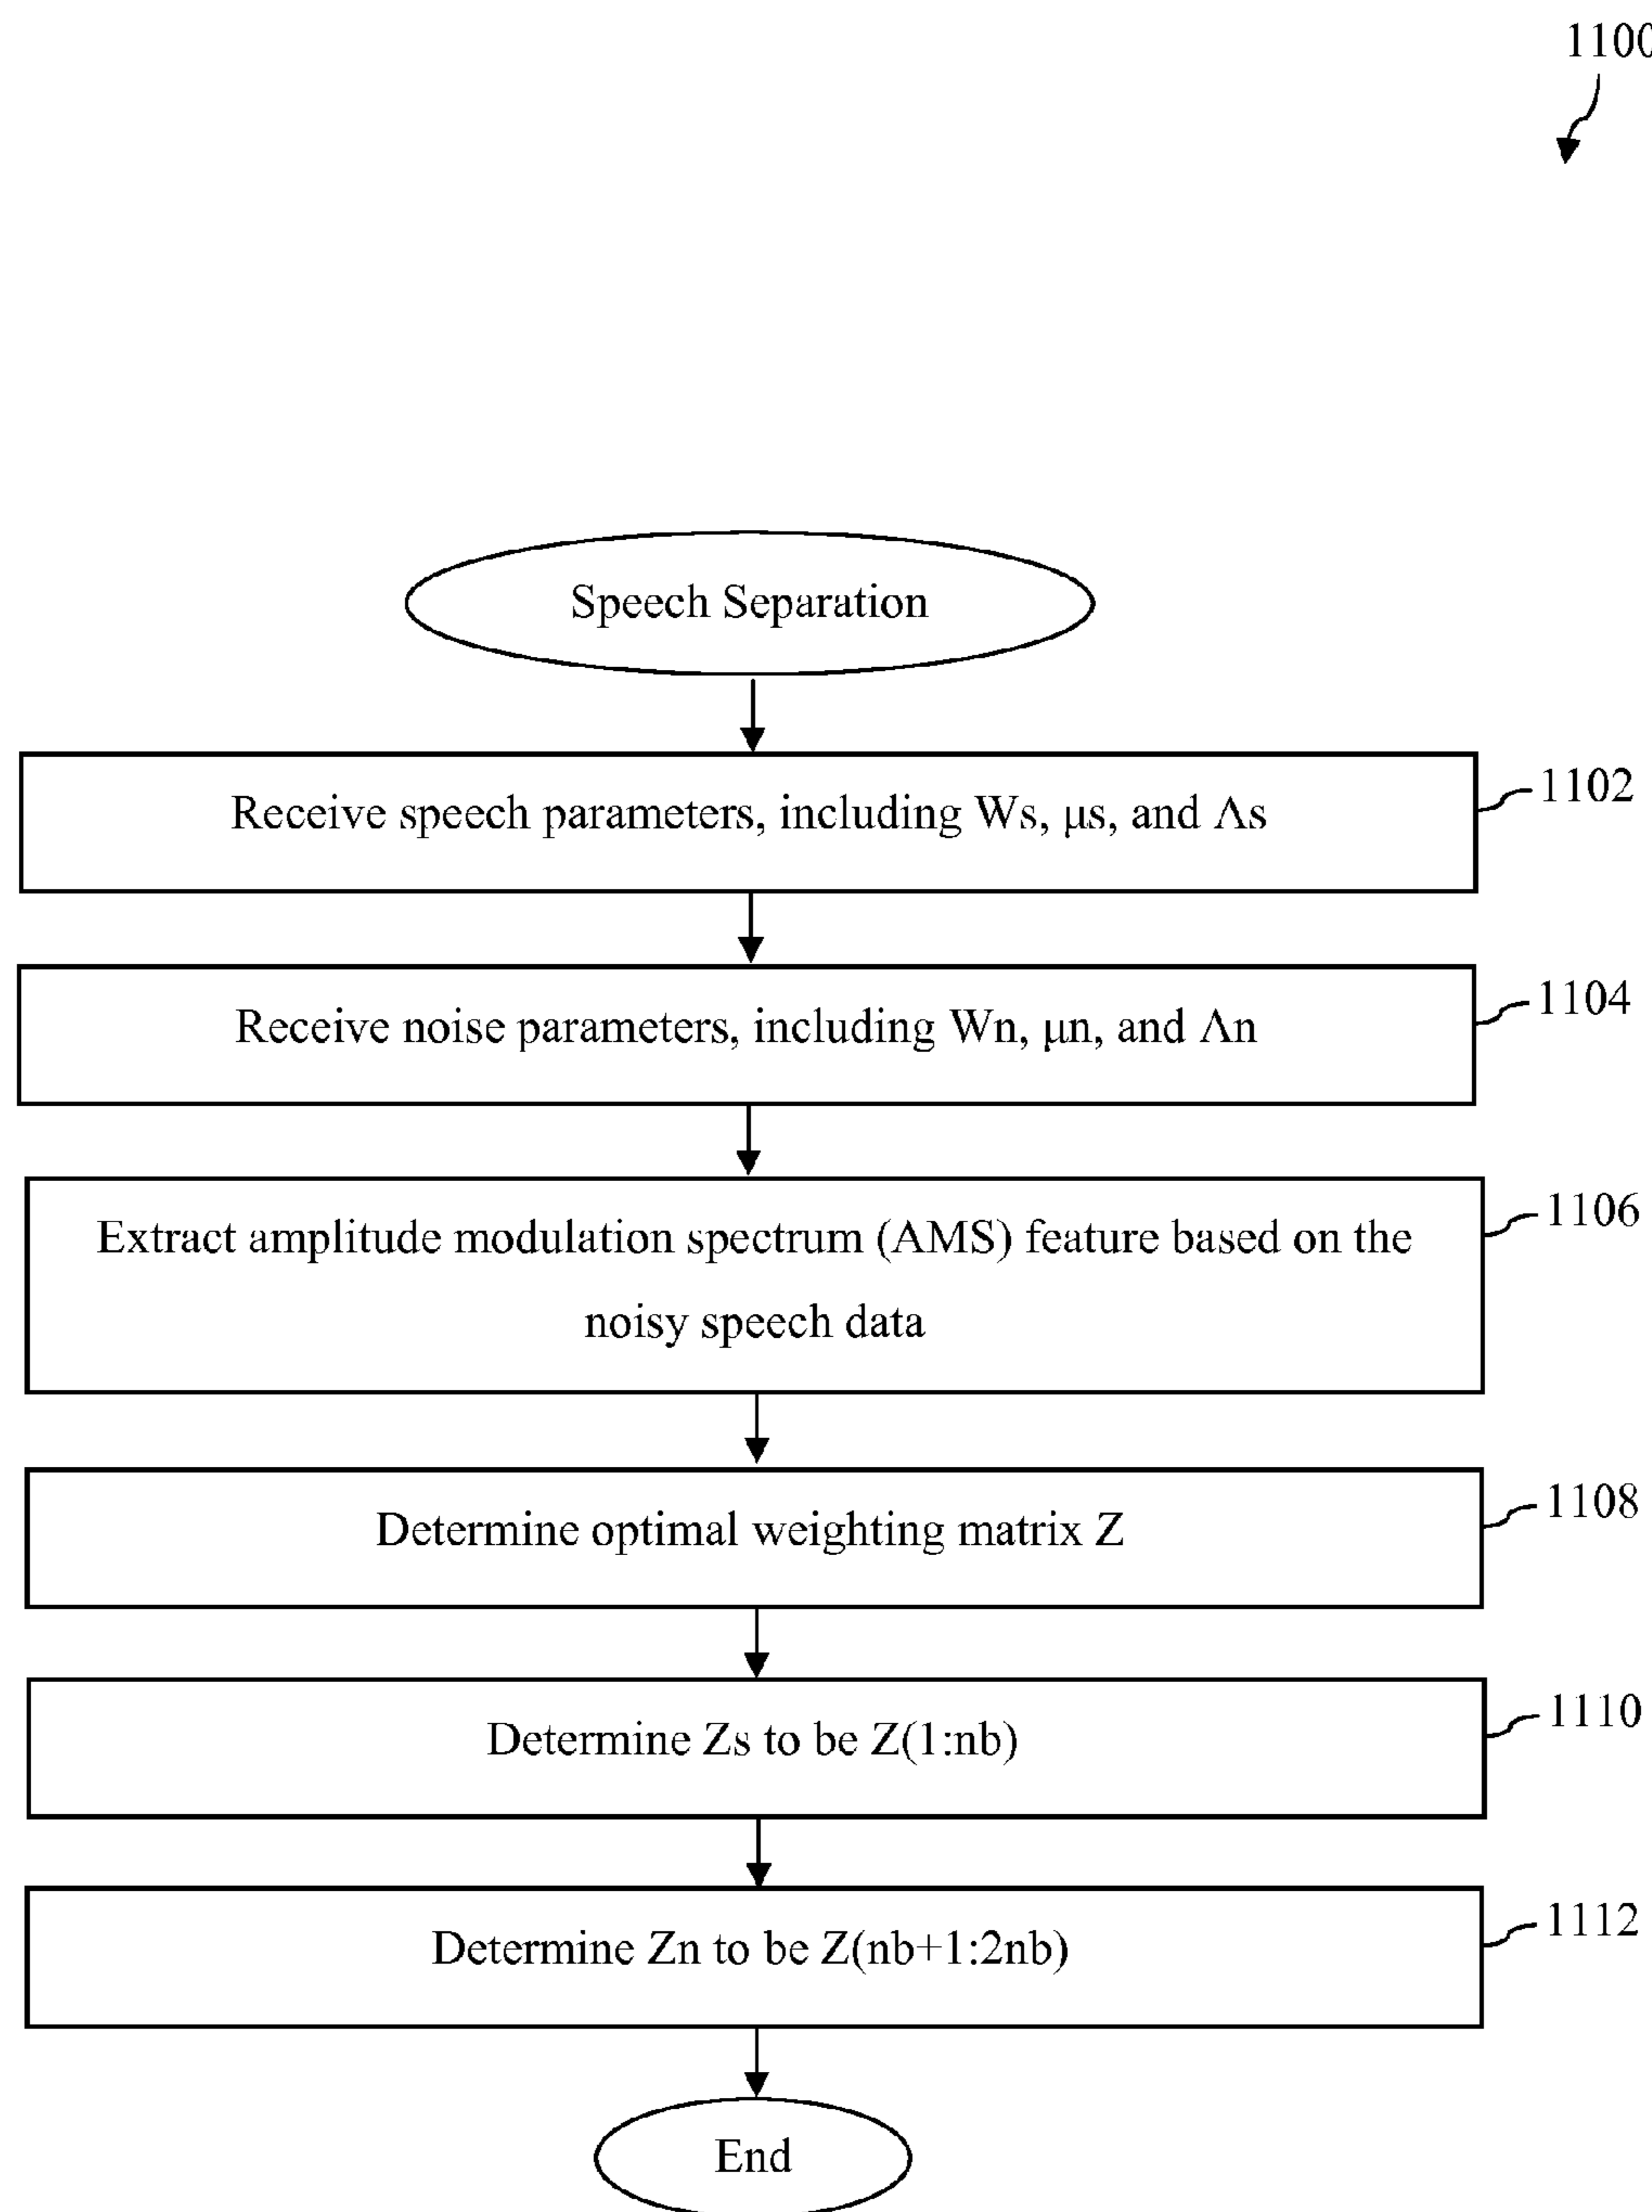 1100
Speech Separation
Receive speech parameters, including Ws, μs, and Λs
1102
Receive noise parameters, including Wn, μn, and Λn
1104
Extract amplitude modulation spectrum (AMS) feature based on the
noisy speech data
1106
Determine optimal weighting matrix Z
1108
Determine Zs to be Z(1:nb)
1110
Determine Zn to be Z(nb+1:2nb)
1112
End